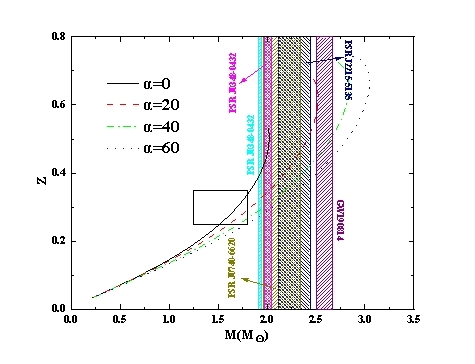 0.8
0.6
0.4
0.2
0.0
Z
α=0
α=20
α=40
α=60
PSR J0348-0432
PSR J0348-0432
PSR J0740-6620
PSR J2215-5135
GW190814
0.0
0.5
1.0
1.5
2.0
2.5
3.0
3.5
M(M⊙)